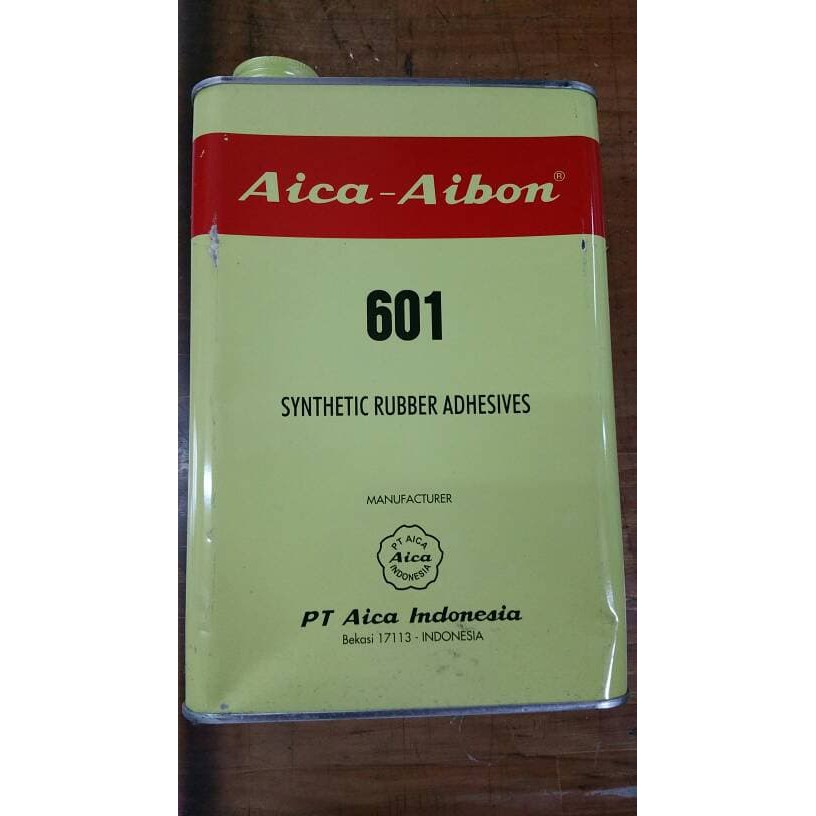 Aica-Aibon®
601
SYNTHETIC RUBBER ADHESIVES
MANUFACTURER
PT AICA
Aica
INDONESIA
PT Aica Indonesia
Bekasi 17113 - INDONESIA